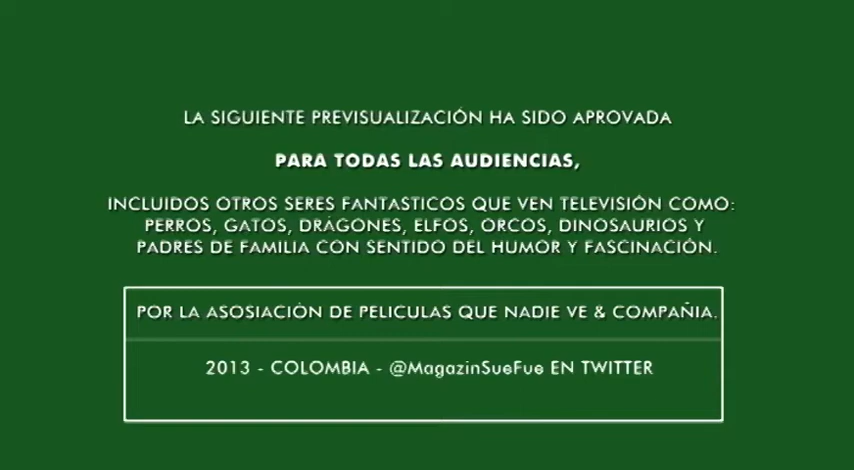 LA SIGUIENTE PREVISUALIZACIÓN HA SIDO APROVADA
PARA TODAS LAS AUDIENCIAS,
INCLUIDOS OTROS SERES FANTASTICOS QUE VEN TELEVISIÓN COMO:
PERROS, GATOS, DRÁGONES, ELFOS, ORCOS, DINOSAURIOS Y
PADRES DE FAMILIA CON SENTIDO DEL HUMOR Y FASCINACIÓN.
POR LA ASOSIACIÓN DE PELICULAS QUE NADIE VE & COMPAÑIA.
2013 - COLOMBIA - @MagazinSueFue EN TWITTER